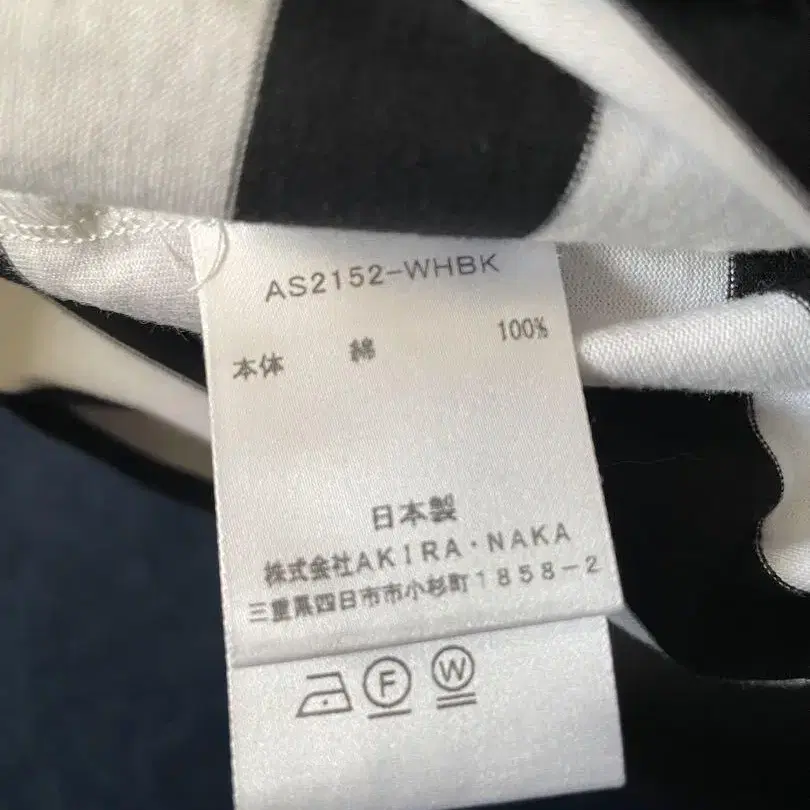 AS2152-WHBK
本体 綿 100%
日本製
株式会社AKIRA・NAKA
三重県四日市市小杉町1858-2
F W